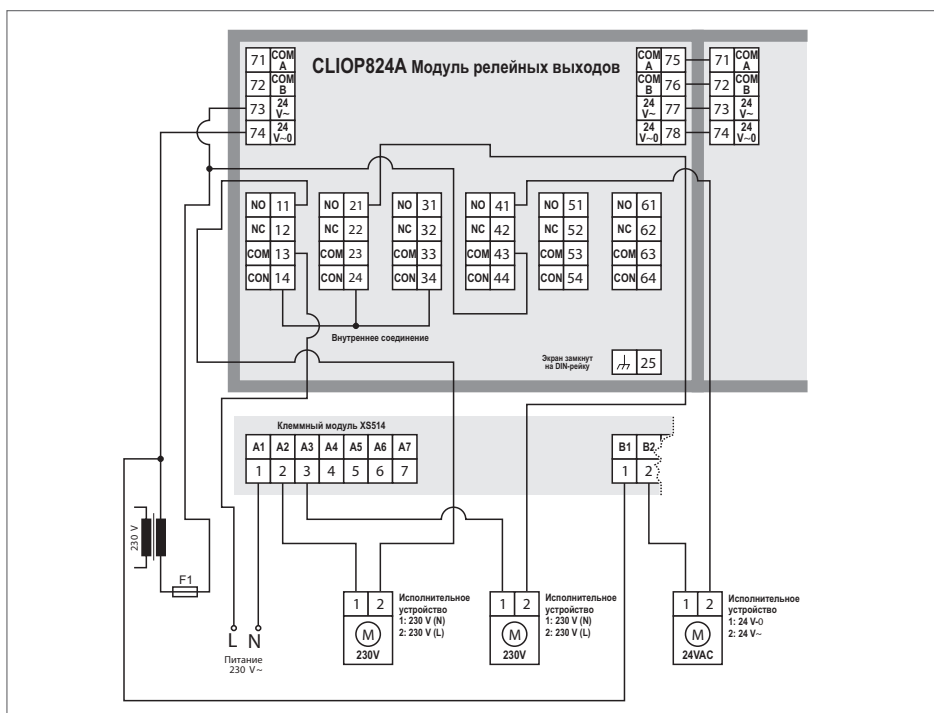 CLIOP824A Модуль релейных выходов
71 COM A
72 COM B
73 24 V~
74 24 V~0
COM A 75
COM B 76
24 V~ 77
24 V~0 78
71 COM A
72 COM B
73 24 V~
74 24 V~0
NO 11
NC 12
COM 13
CON 14
NO 21
NC 22
COM 23
CON 24
NO 31
NC 32
COM 33
CON 34
NO 41
NC 42
COM 43
CON 44
NO 51
NC 52
COM 53
CON 54
NO 61
NC 62
COM 63
CON 64
Внутреннее соединение
Экран замкнут
на DIN-рейку
25
Клеммный модуль XS514
A1 A2 A3 A4 A5 A6 A7
1 2 3 4 5 6 7
B1 B2
1 2
230 V
F1
L N
Питание
230 V~
1 2
M
230V
Исполнительное
устройство
1: 230 V (N)
2: 230 V (L)
1 2
M
230V
Исполнительное
устройство
1: 230 V (N)
2: 230 V (L)
1 2
M
24VAC
Исполнительное
устройство
1: 24 V-0
2: 24 V~